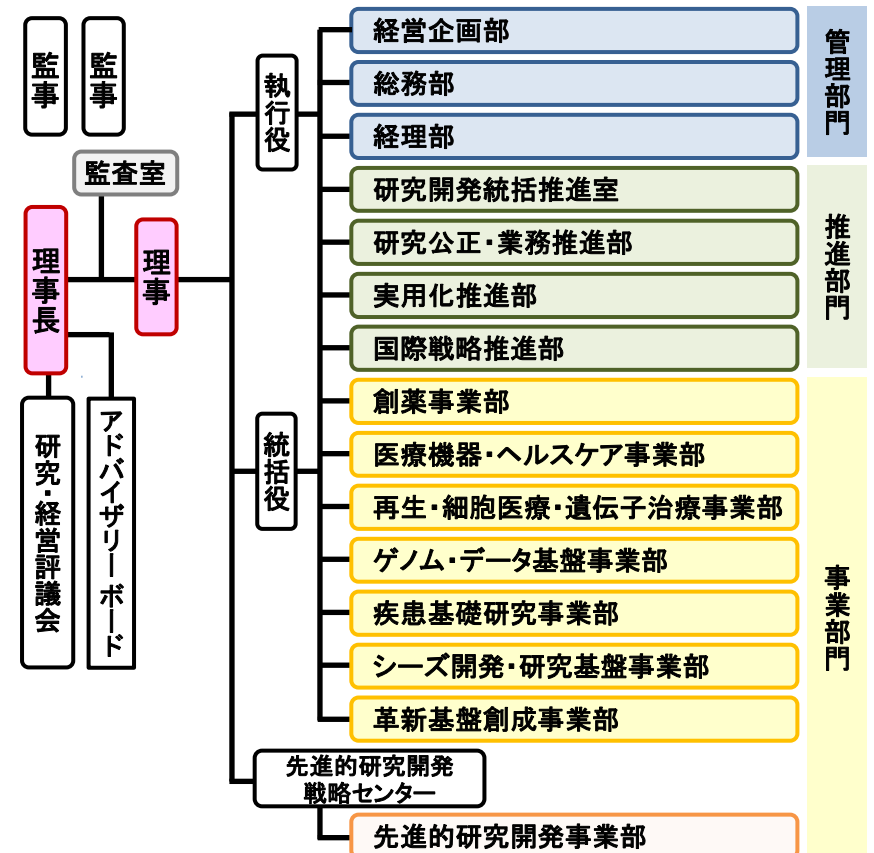 監事
監事
監査室
理事長
理事
研究・経営評議会
アドバイザリーボード
執行役
統括役
経営企画部
総務部
経理部
研究開発統括推進室
研究公正・業務推進部
実用化推進部
国際戦略推進部
創薬事業部
医療機器・ヘルスケア事業部
再生・細胞医療・遺伝子治療事業部
ゲノム・データ基盤事業部
疾患基礎研究事業部
シーズ開発・研究基盤事業部
革新基盤創成事業部
先進的研究開発
戦略センター
先進的研究開発事業部
管理部門
推進部門
事業部門